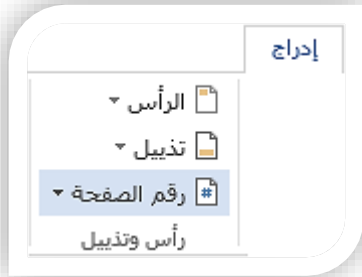 إدراج
الرأس
تذييل
رقم الصفحة
رأس وتذييل